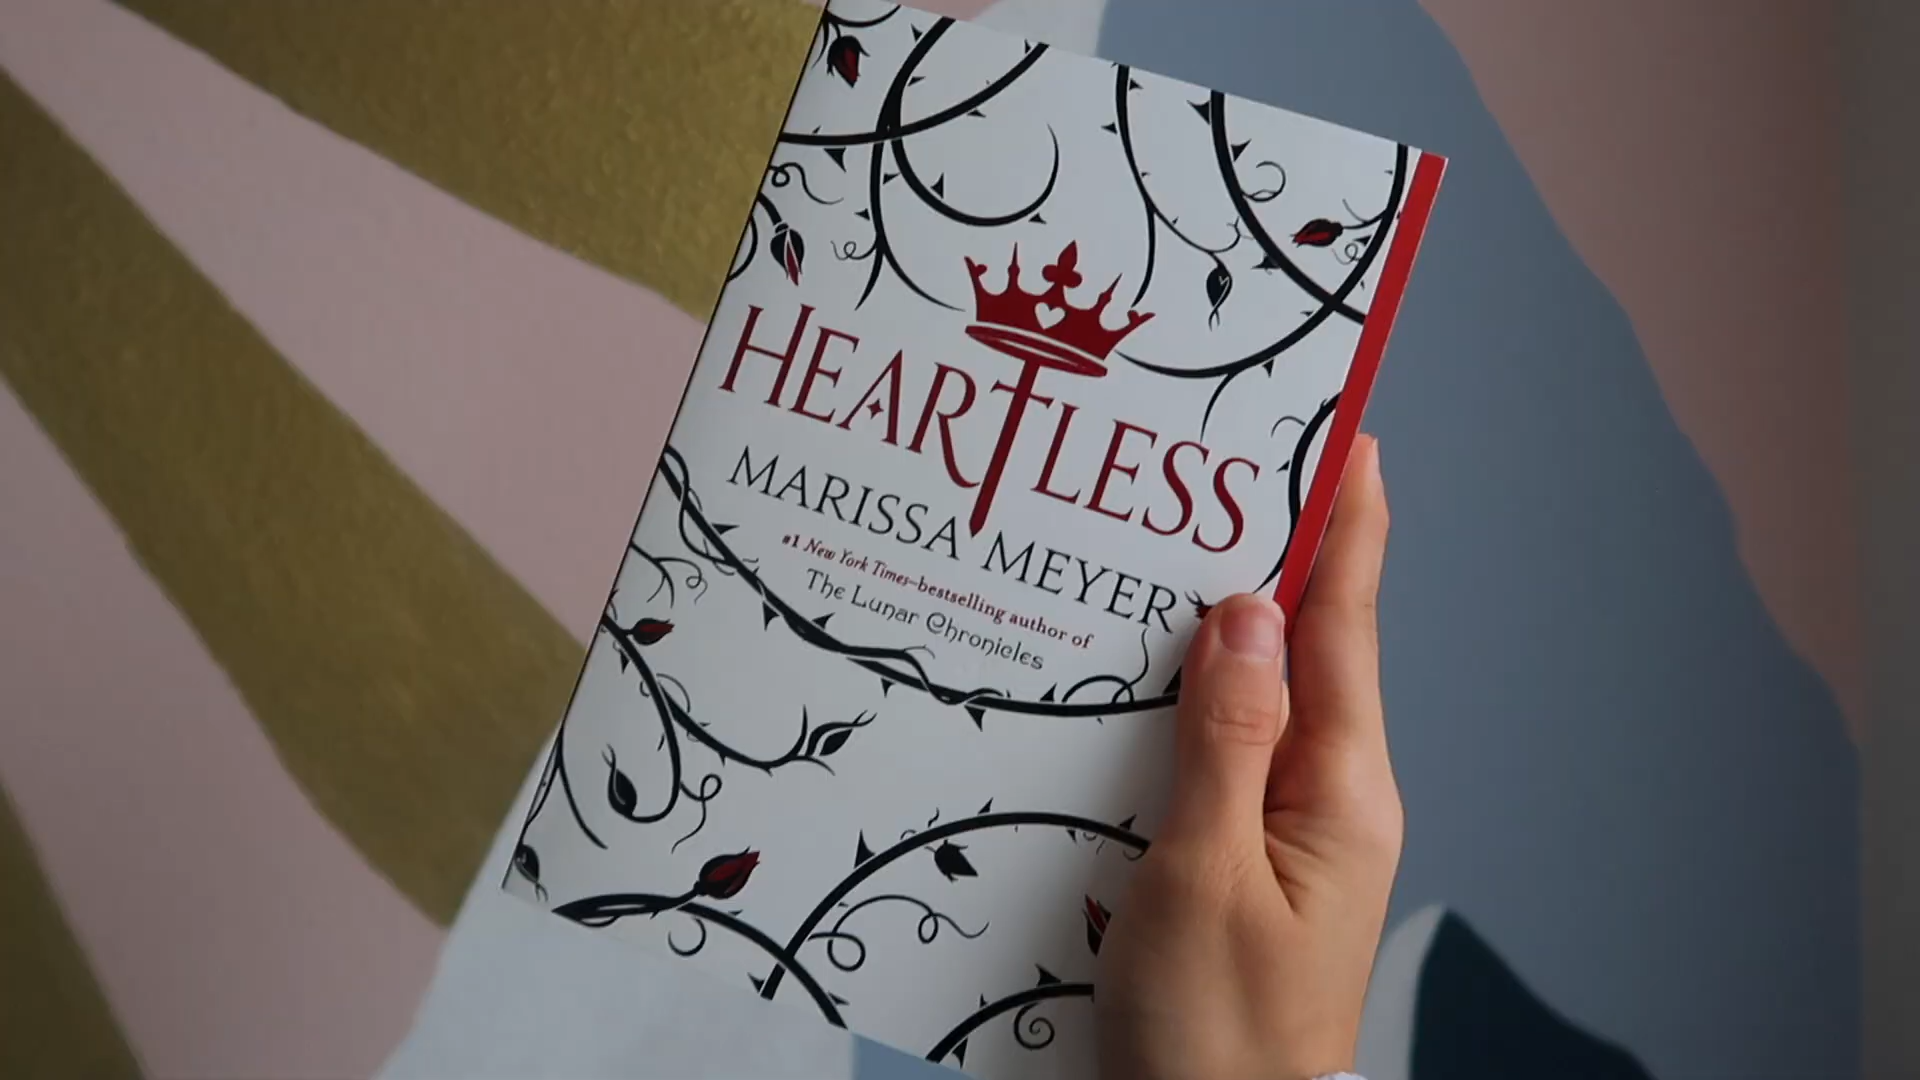 HEARTLESS
MARISSA MEYER
#1 New York Times–bestselling author of
The Lunar Chronicles